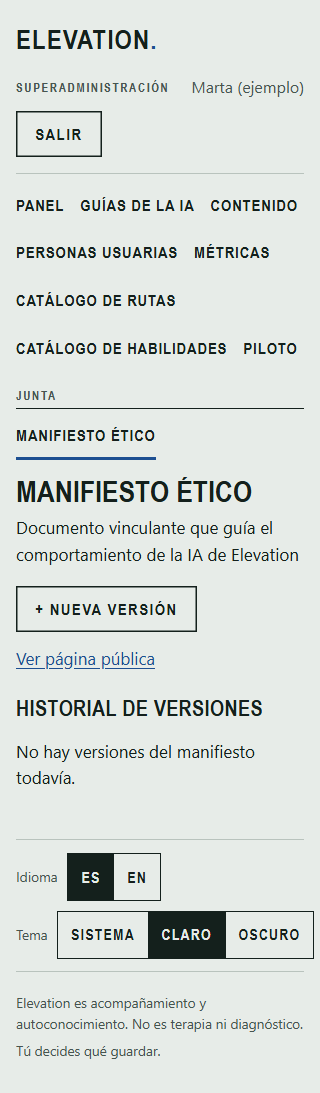 ELEVATION.
SUPERADMINISTRACIÓN Marta (ejemplo)
SALIR
PANEL GUÍAS DE LA IA CONTENIDO
PERSONAS USUARIAS MÉTRICAS
CATÁLOGO DE RUTAS
CATÁLOGO DE HABILIDADES PILOTO
JUNTA
MANIFIESTO ÉTICO
MANIFIESTO ÉTICO
Documento vinculante que guía el
comportamiento de la IA de Elevation
+ NUEVA VERSIÓN
Ver página pública
HISTORIAL DE VERSIONES
No hay versiones del manifiesto
todavía.
Idioma ES EN
Tema SISTEMA CLARO OSCURO
Elevation es acompañamiento y
autoconocimiento. No es terapia ni diagnóstico.
Tú decides qué guardar.